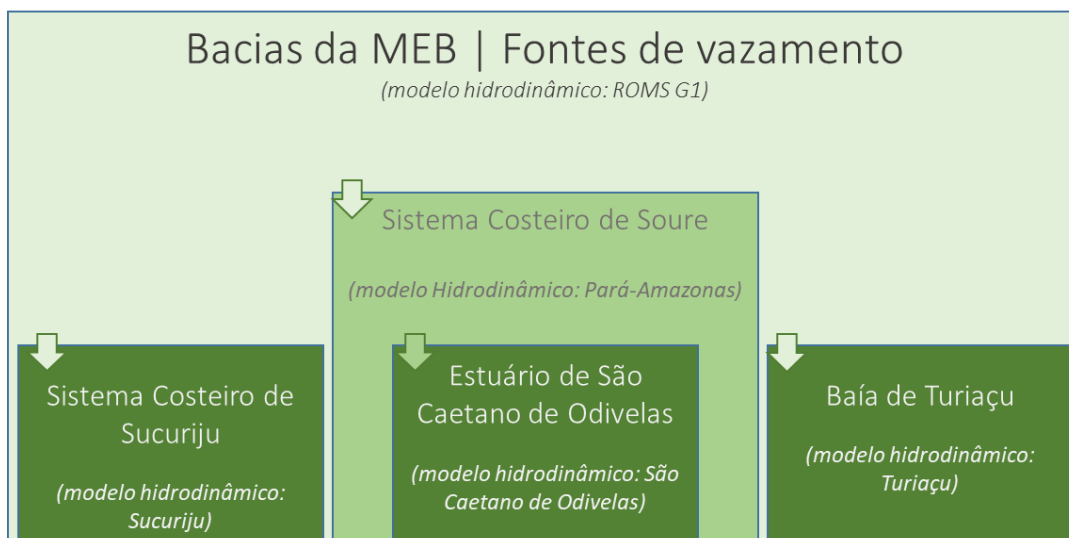 Bacias da MEB | Fontes de vazamento
(modelo hidrodinâmico: ROMS G1)
Sistema Costeiro de Soure
(modelo Hidrodinâmico: Pará-Amazonas)
Sistema Costeiro de
Sucuriju
(modelo hidrodinâmico:
Sucuriju)
Estuário de São
Caetano de Odivelas
(modelo hidrodinâmico: São
Caetano de Odivelas)
Baía de Turiaçu
(modelo hidrodinâmico:
Turiaçu)